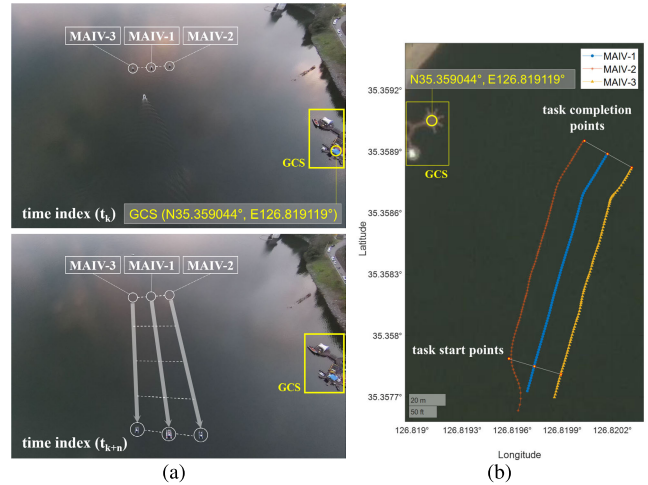 MAIV-3 MAIV-1 MAIV-2
GCS
time index (tk)
GCS (N35.359044°, E126.819119°)
MAIV-3 MAIV-1 MAIV-2
GCS
time index (tk+n)
(a)
MAIV-1
MAIV-2
MAIV-3
N35.359044°, E126.819119°
task completion
points
GCS
35.3592°
35.3589°
35.3586°
35.3583°
35.358°
35.3577°
Latitude
task start points
20 m
50 ft
126.819° 126.8193° 126.8196° 126.8199° 126.8202°
Longitude
(b)